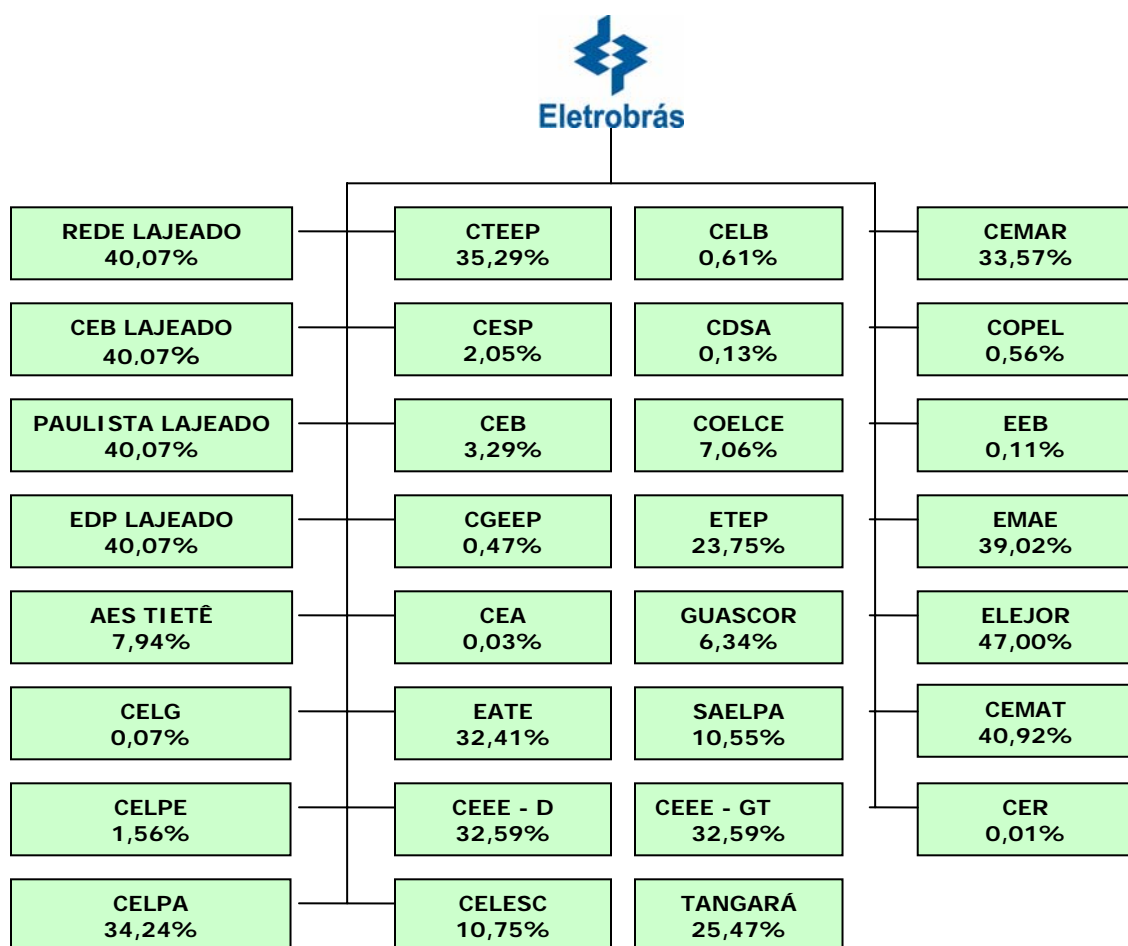 Eletrobrás
REDE LAJEADO
40,07%
CTEEP
35,29%
CELB
0,61%
CEMAR
33,57%
CEB LAJEADO
40,07%
CESP
2,05%
CDSA
0,13%
COPEL
0,56%
PAULISTA LAJEADO
40,07%
CEB
3,29%
COELCE
7,06%
EEB
0,11%
EDP LAJEADO
40,07%
CGEEP
0,47%
ETEP
23,75%
EMAE
39,02%
AES TIETÊ
7,94%
CEA
0,03%
GUASCOR
6,34%
ELEJOR
47,00%
CELG
0,07%
EATE
32,41%
SAELPA
10,55%
CEMAT
40,92%
CELPE
1,56%
CEEE - D
32,59%
CEEE - GT
32,59%
CER
0,01%
CELPA
34,24%
CELESC
10,75%
TANGARÁ
25,47%